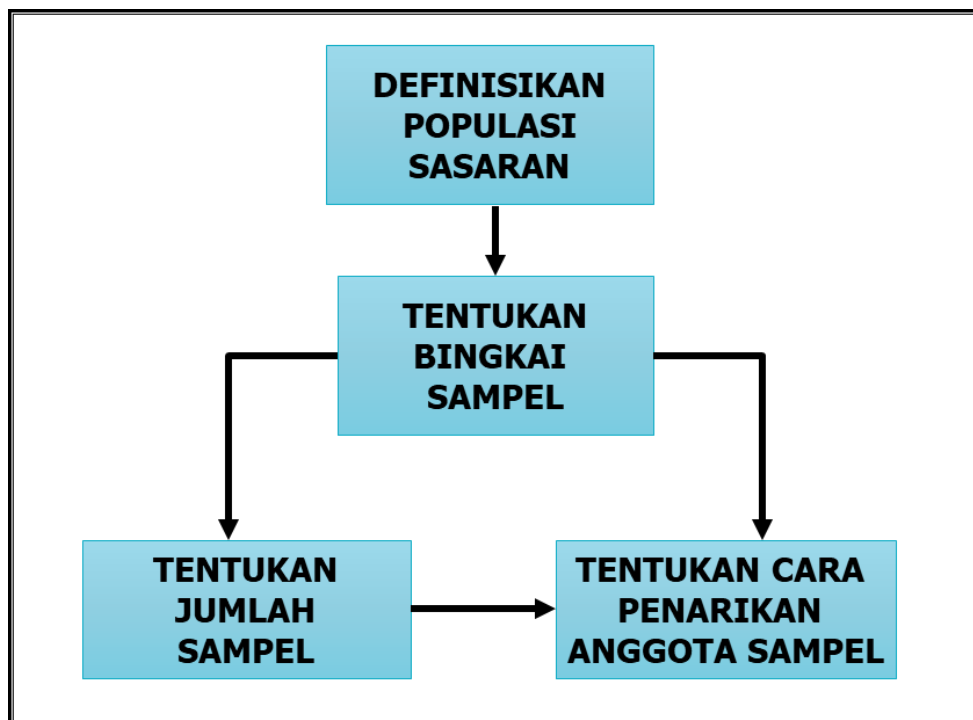 DEFINISIKAN
POPULASI
SASARAN
TENTUKAN
BINGKAI
SAMPEL
TENTUKAN
JUMLAH
SAMPEL
TENTUKAN CARA
PENARIKAN
ANGGOTA SAMPEL